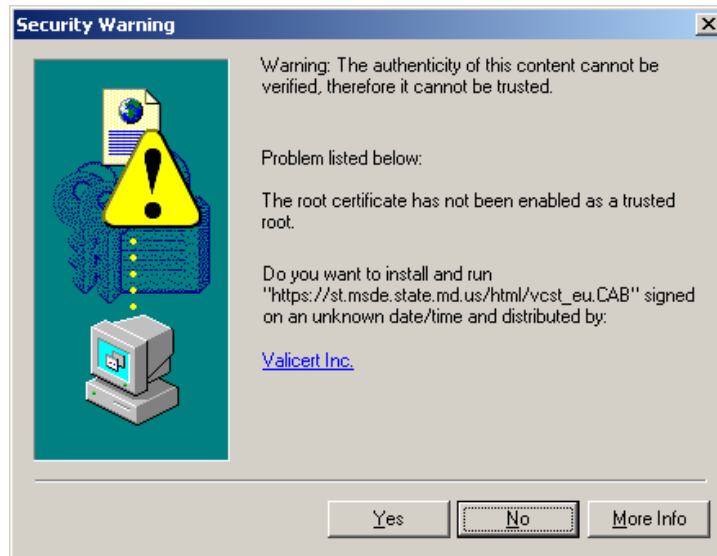 Security Warning
Warning: The authenticity of this content cannot be
verified, therefore it cannot be trusted.
Problem listed below:
The root certificate has not been enabled as a trusted
root.
Do you want to install and run
"https://st.msde.state.md.us/html/vcst_eu.CAB" signed
on an unknown date/time and distributed by:
Valicert Inc.
Yes
No
More Info